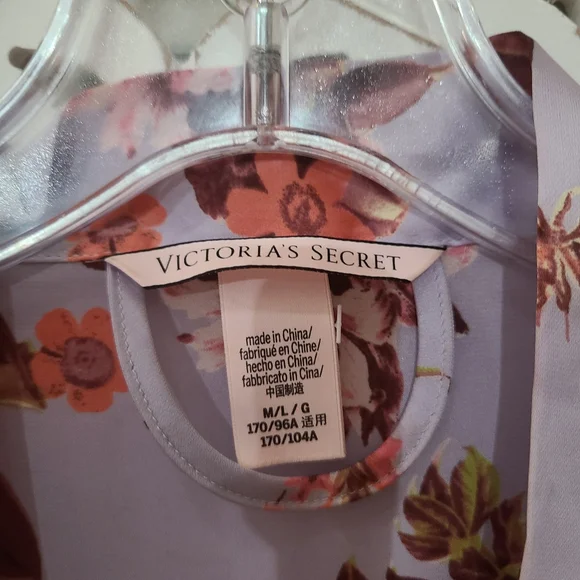 VICTORIA'S SECRET
made in China/
fabriqué en Chine/
hecho en China/
fabbricato in Cina/
中国制造
M/L/G
170/96A 适用
170/104A